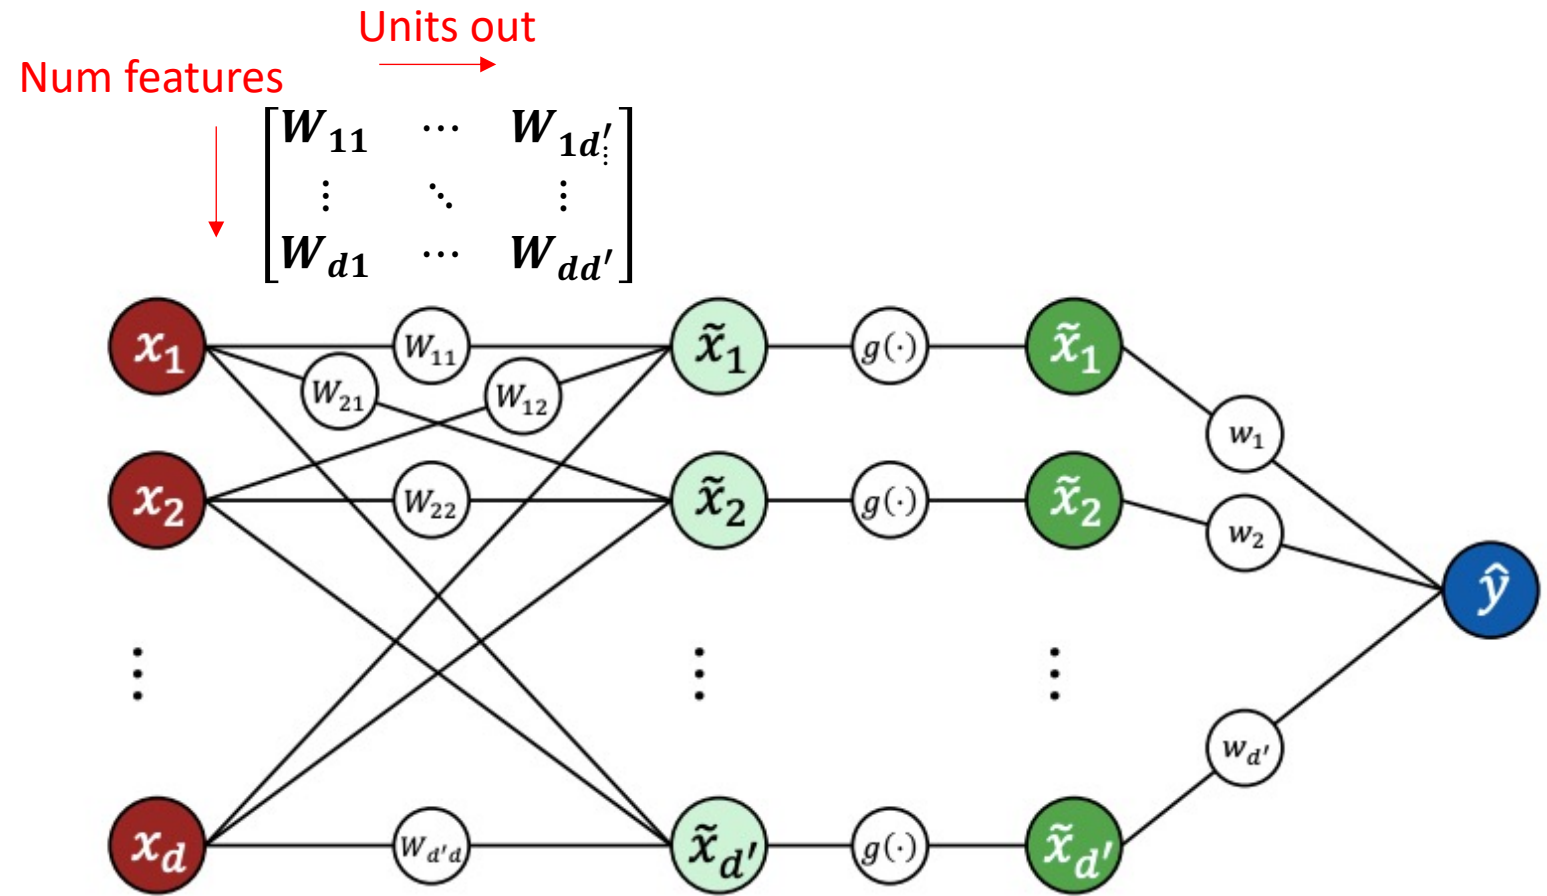 Units out
Num features
W₁₁ ⋯ W₁d′⋮
⋮ ⋱ ⋮
Wd₁ ⋯ Wdd′
x₁ W₁₁ x̃₁ g(·) x̃₁
W₂₁ W₁₂
w₁
x₂ W₂₂ x̃₂ g(·) x̃₂
w₂
ŷ
⋮ ⋮ ⋮
wd′
xd Wd′d x̃d′ g(·) x̃d′